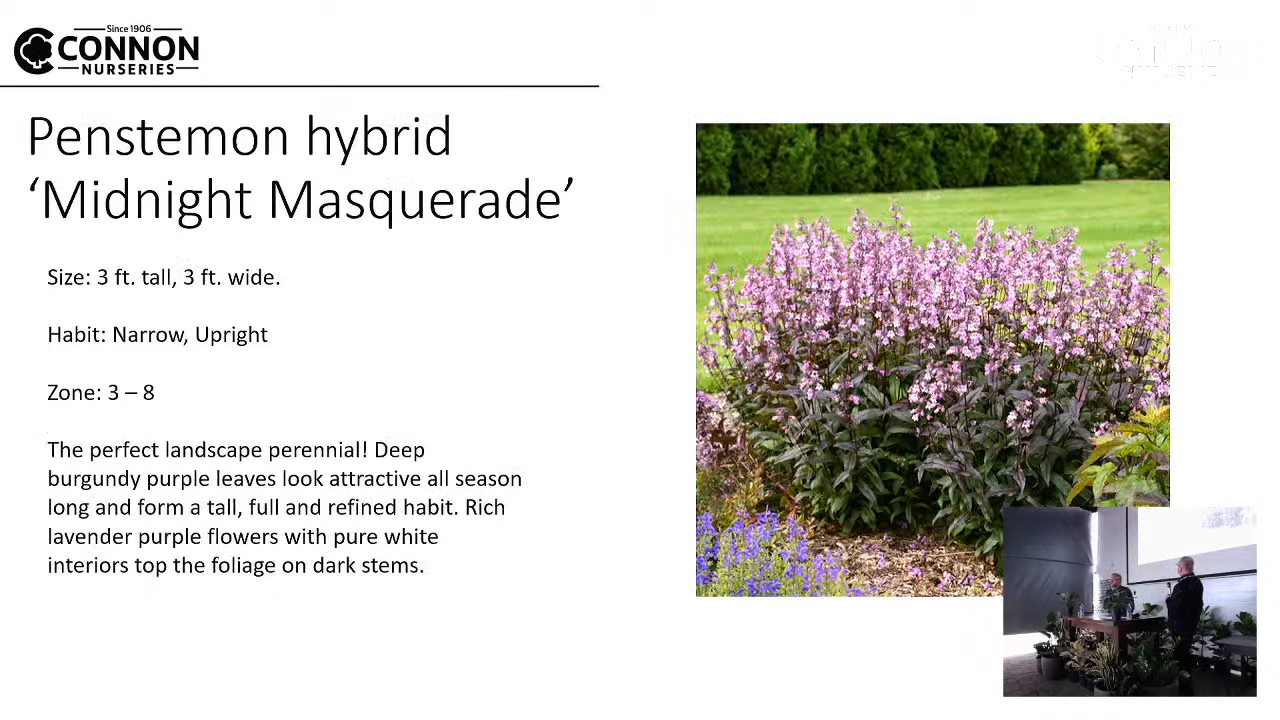 Since 1906
CONNON
NURSERIES
Penstemon hybrid
‘Midnight Masquerade’
Size: 3 ft. tall, 3 ft. wide.
Habit: Narrow, Upright
Zone: 3 – 8
The perfect landscape perennial! Deep
burgundy purple leaves look attractive all season
long and form a tall, full and refined habit. Rich
lavender purple flowers with pure white
interiors top the foliage on dark stems.